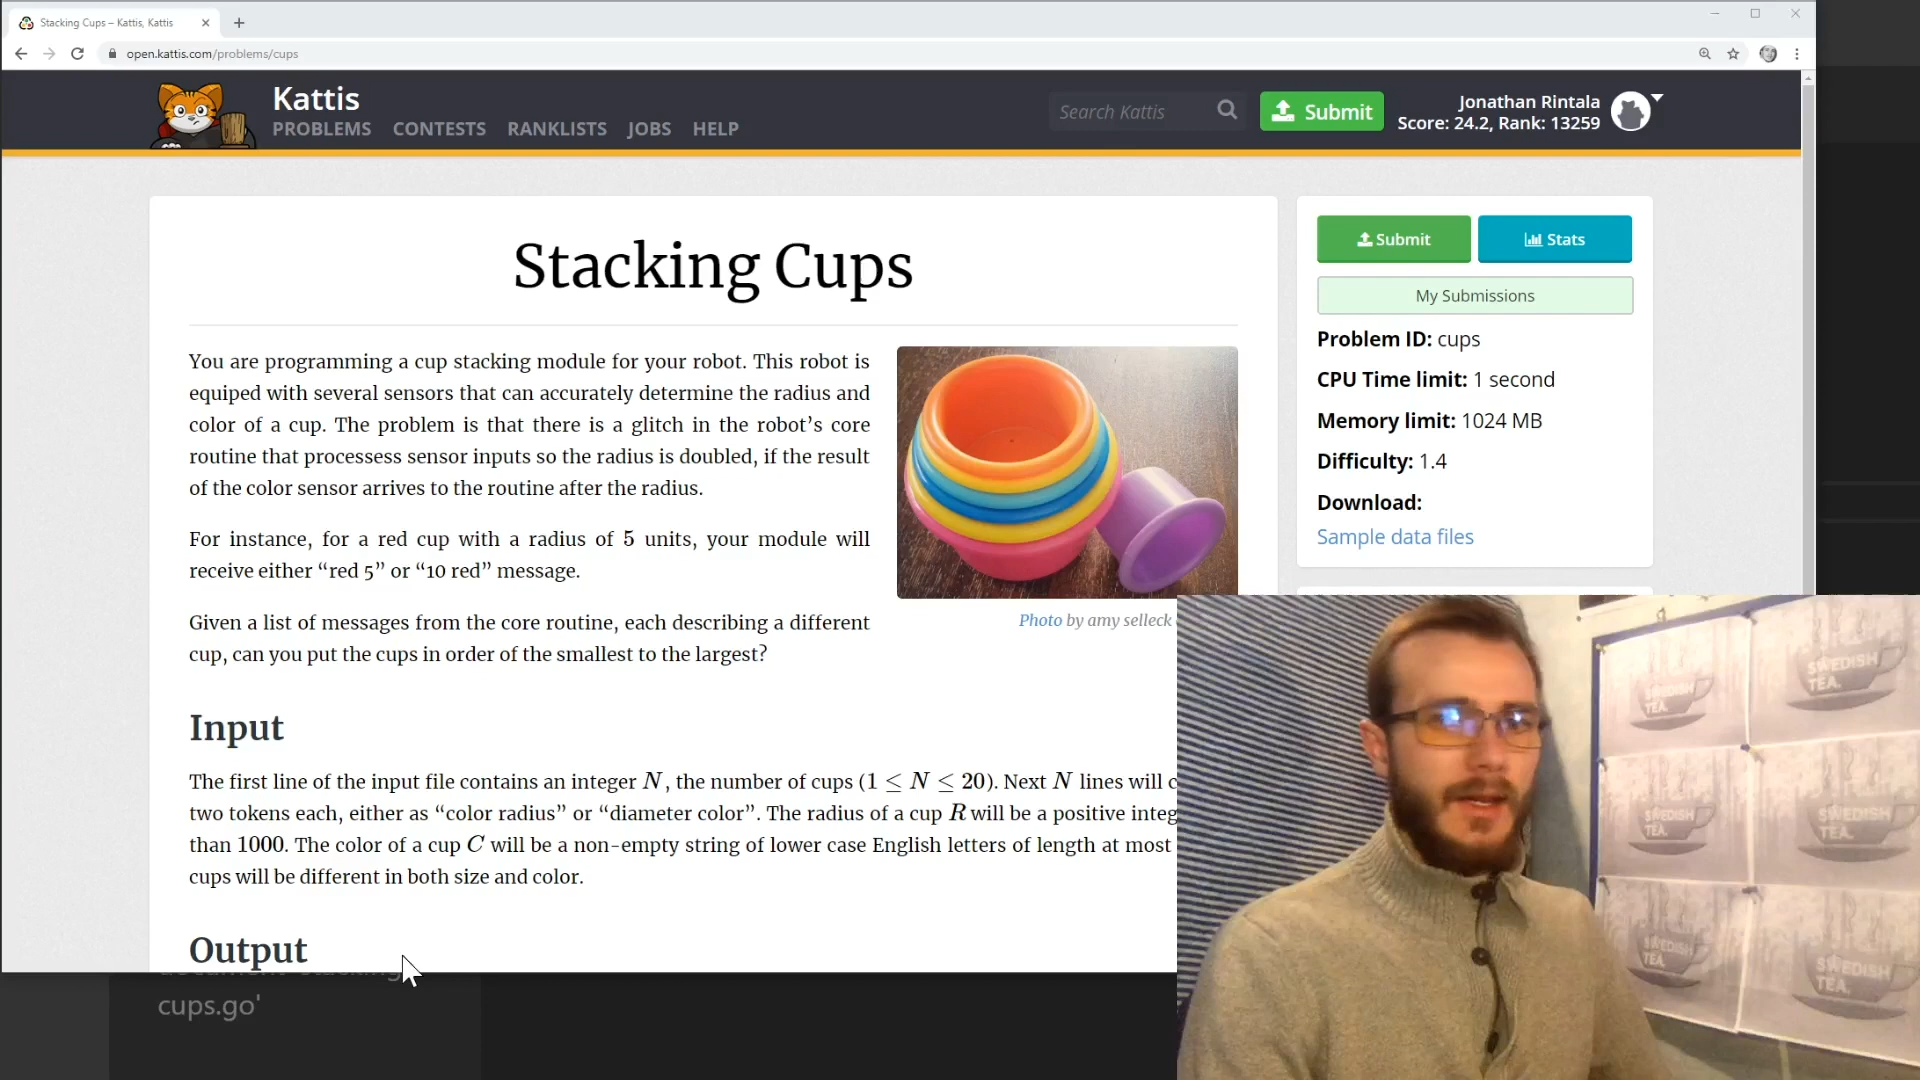 Stacking Cups – Kattis, Kattis
open.kattis.com/problems/cups
Kattis
PROBLEMS CONTESTS RANKLISTS JOBS HELP
Search Kattis
Submit
Jonathan Rintala
Score: 24.2, Rank: 13259
Stacking Cups
You are programming a cup stacking module for your robot. This robot is
equiped with several sensors that can accurately determine the radius and
color of a cup. The problem is that there is a glitch in the robot’s core
routine that processess sensor inputs so the radius is doubled, if the result
of the color sensor arrives to the routine after the radius.
For instance, for a red cup with a radius of 5 units, your module will
receive either “red 5” or “10 red” message.
Given a list of messages from the core routine, each describing a different
cup, can you put the cups in order of the smallest to the largest?
Photo by amy selleck
Input
The first line of the input file contains an integer N, the number of cups (1 ≤ N ≤ 20). Next N lines will c
two tokens each, either as “color radius” or “diameter color”. The radius of a cup R will be a positive integ
than 1000. The color of a cup C will be a non-empty string of lower case English letters of length at most
cups will be different in both size and color.
Output
Submit
Stats
My Submissions
Problem ID: cups
CPU Time limit: 1 second
Memory limit: 1024 MB
Difficulty: 1.4
Download:
Sample data files
cups.go'
SWEDISH
TEA.
SWEDISH
TEA.
SWEDISH
TEA.
SWEDISH
TEA.
SWEDISH
TEA.
SWEDISH
TEA.